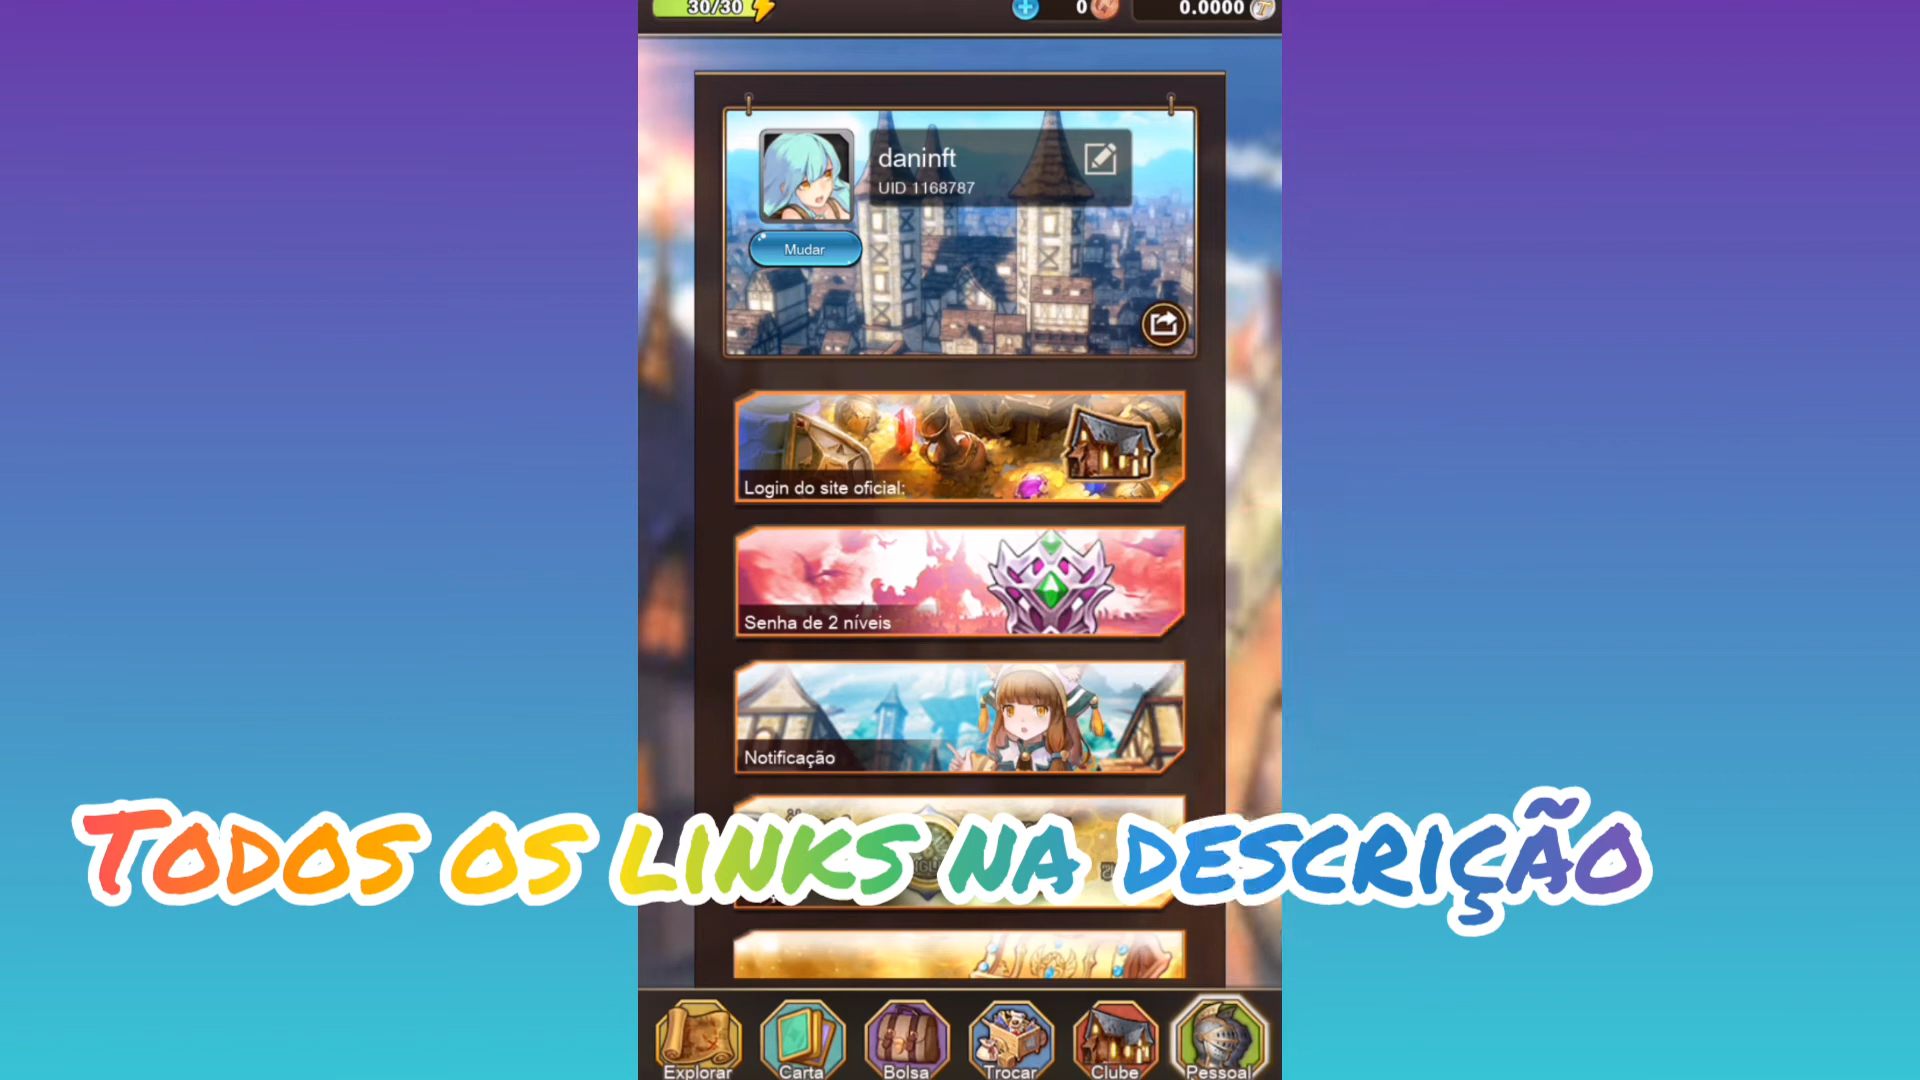 30/30
0
0.0000
daninft
UID 1168787
Mudar
Login do site oficial:
Senha de 2 níveis
Notificação
Todos os links na descrição
Explorar
Carta
Bolsa
Trocar
Clube
Pessoal